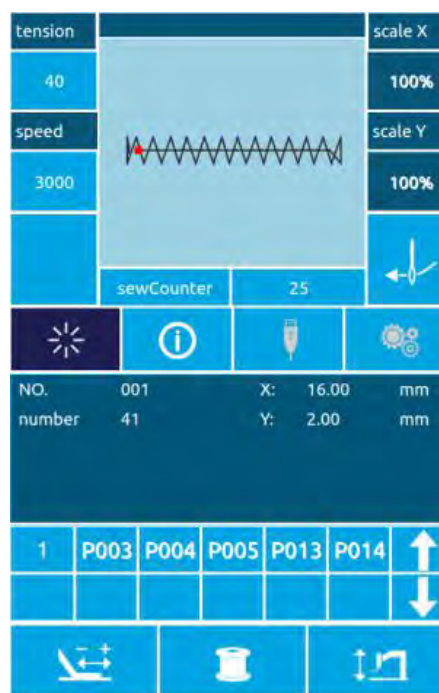 tension
scale X
40
100%
speed
scale Y
3000
100%
sewCounter 25
NO. 001 X: 16.00 mm
number 41 Y: 2.00 mm
1 P003 P004 P005 P013 P014